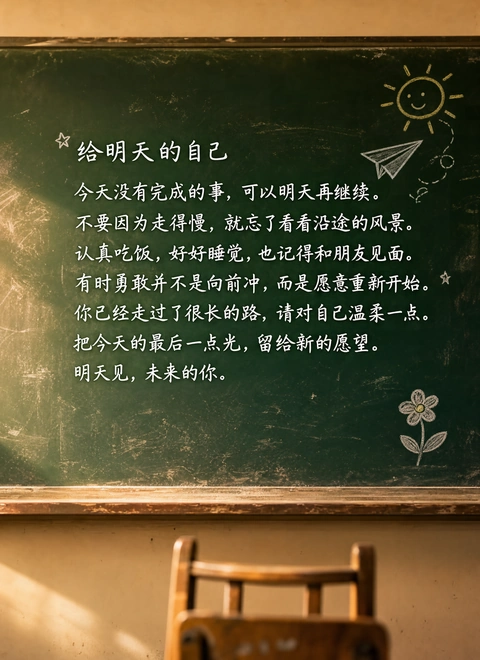 给明天的自己
今天没有完成的事，可以明天再继续。
不要因为走得慢，就忘了看看沿途的风景。
认真吃饭，好好睡觉，也记得和朋友见面。
有时勇敢并不是向前冲，而是愿意重新开始。
你已经走过了很长的路，请对自己温柔一点。
把今天的最后一点光，留给新的愿望。
明天见，未来的你。